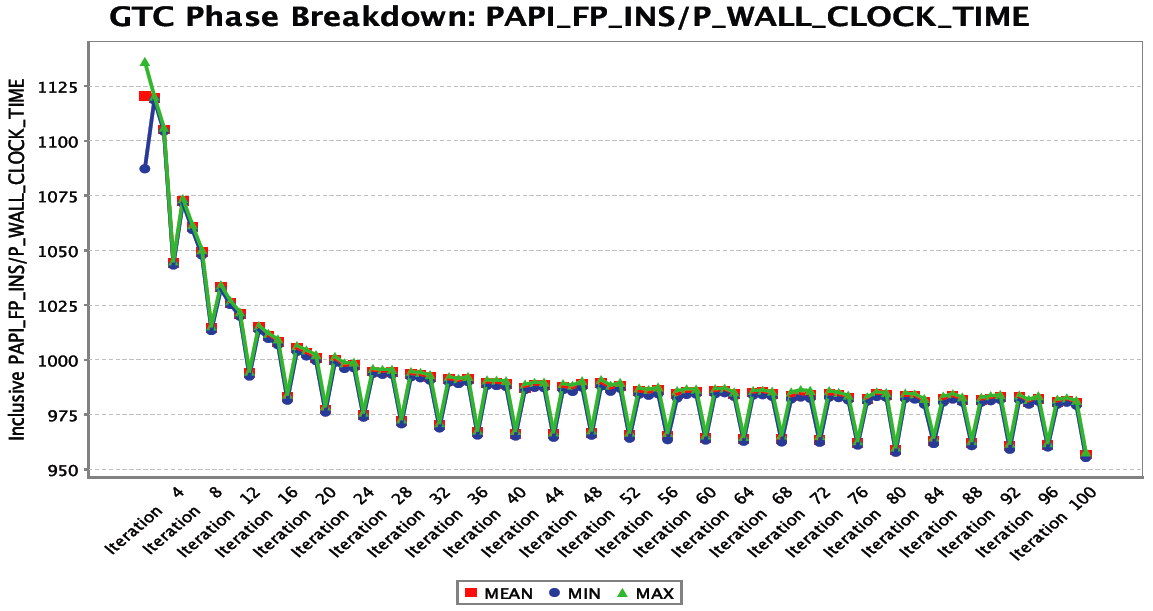 GTC Phase Breakdown: PAPI_FP_INS/P_WALL_CLOCK_TIME
Inclusive PAPI_FP_INS/P_WALL_CLOCK_TIME
1125
1100
1075
1050
1025
1000
975
950
Iteration 4
Iteration 8
Iteration 12
Iteration 16
Iteration 20
Iteration 24
Iteration 28
Iteration 32
Iteration 36
Iteration 40
Iteration 44
Iteration 48
Iteration 52
Iteration 56
Iteration 60
Iteration 64
Iteration 68
Iteration 72
Iteration 76
Iteration 80
Iteration 84
Iteration 88
Iteration 92
Iteration 96
Iteration 100
MEAN MIN MAX